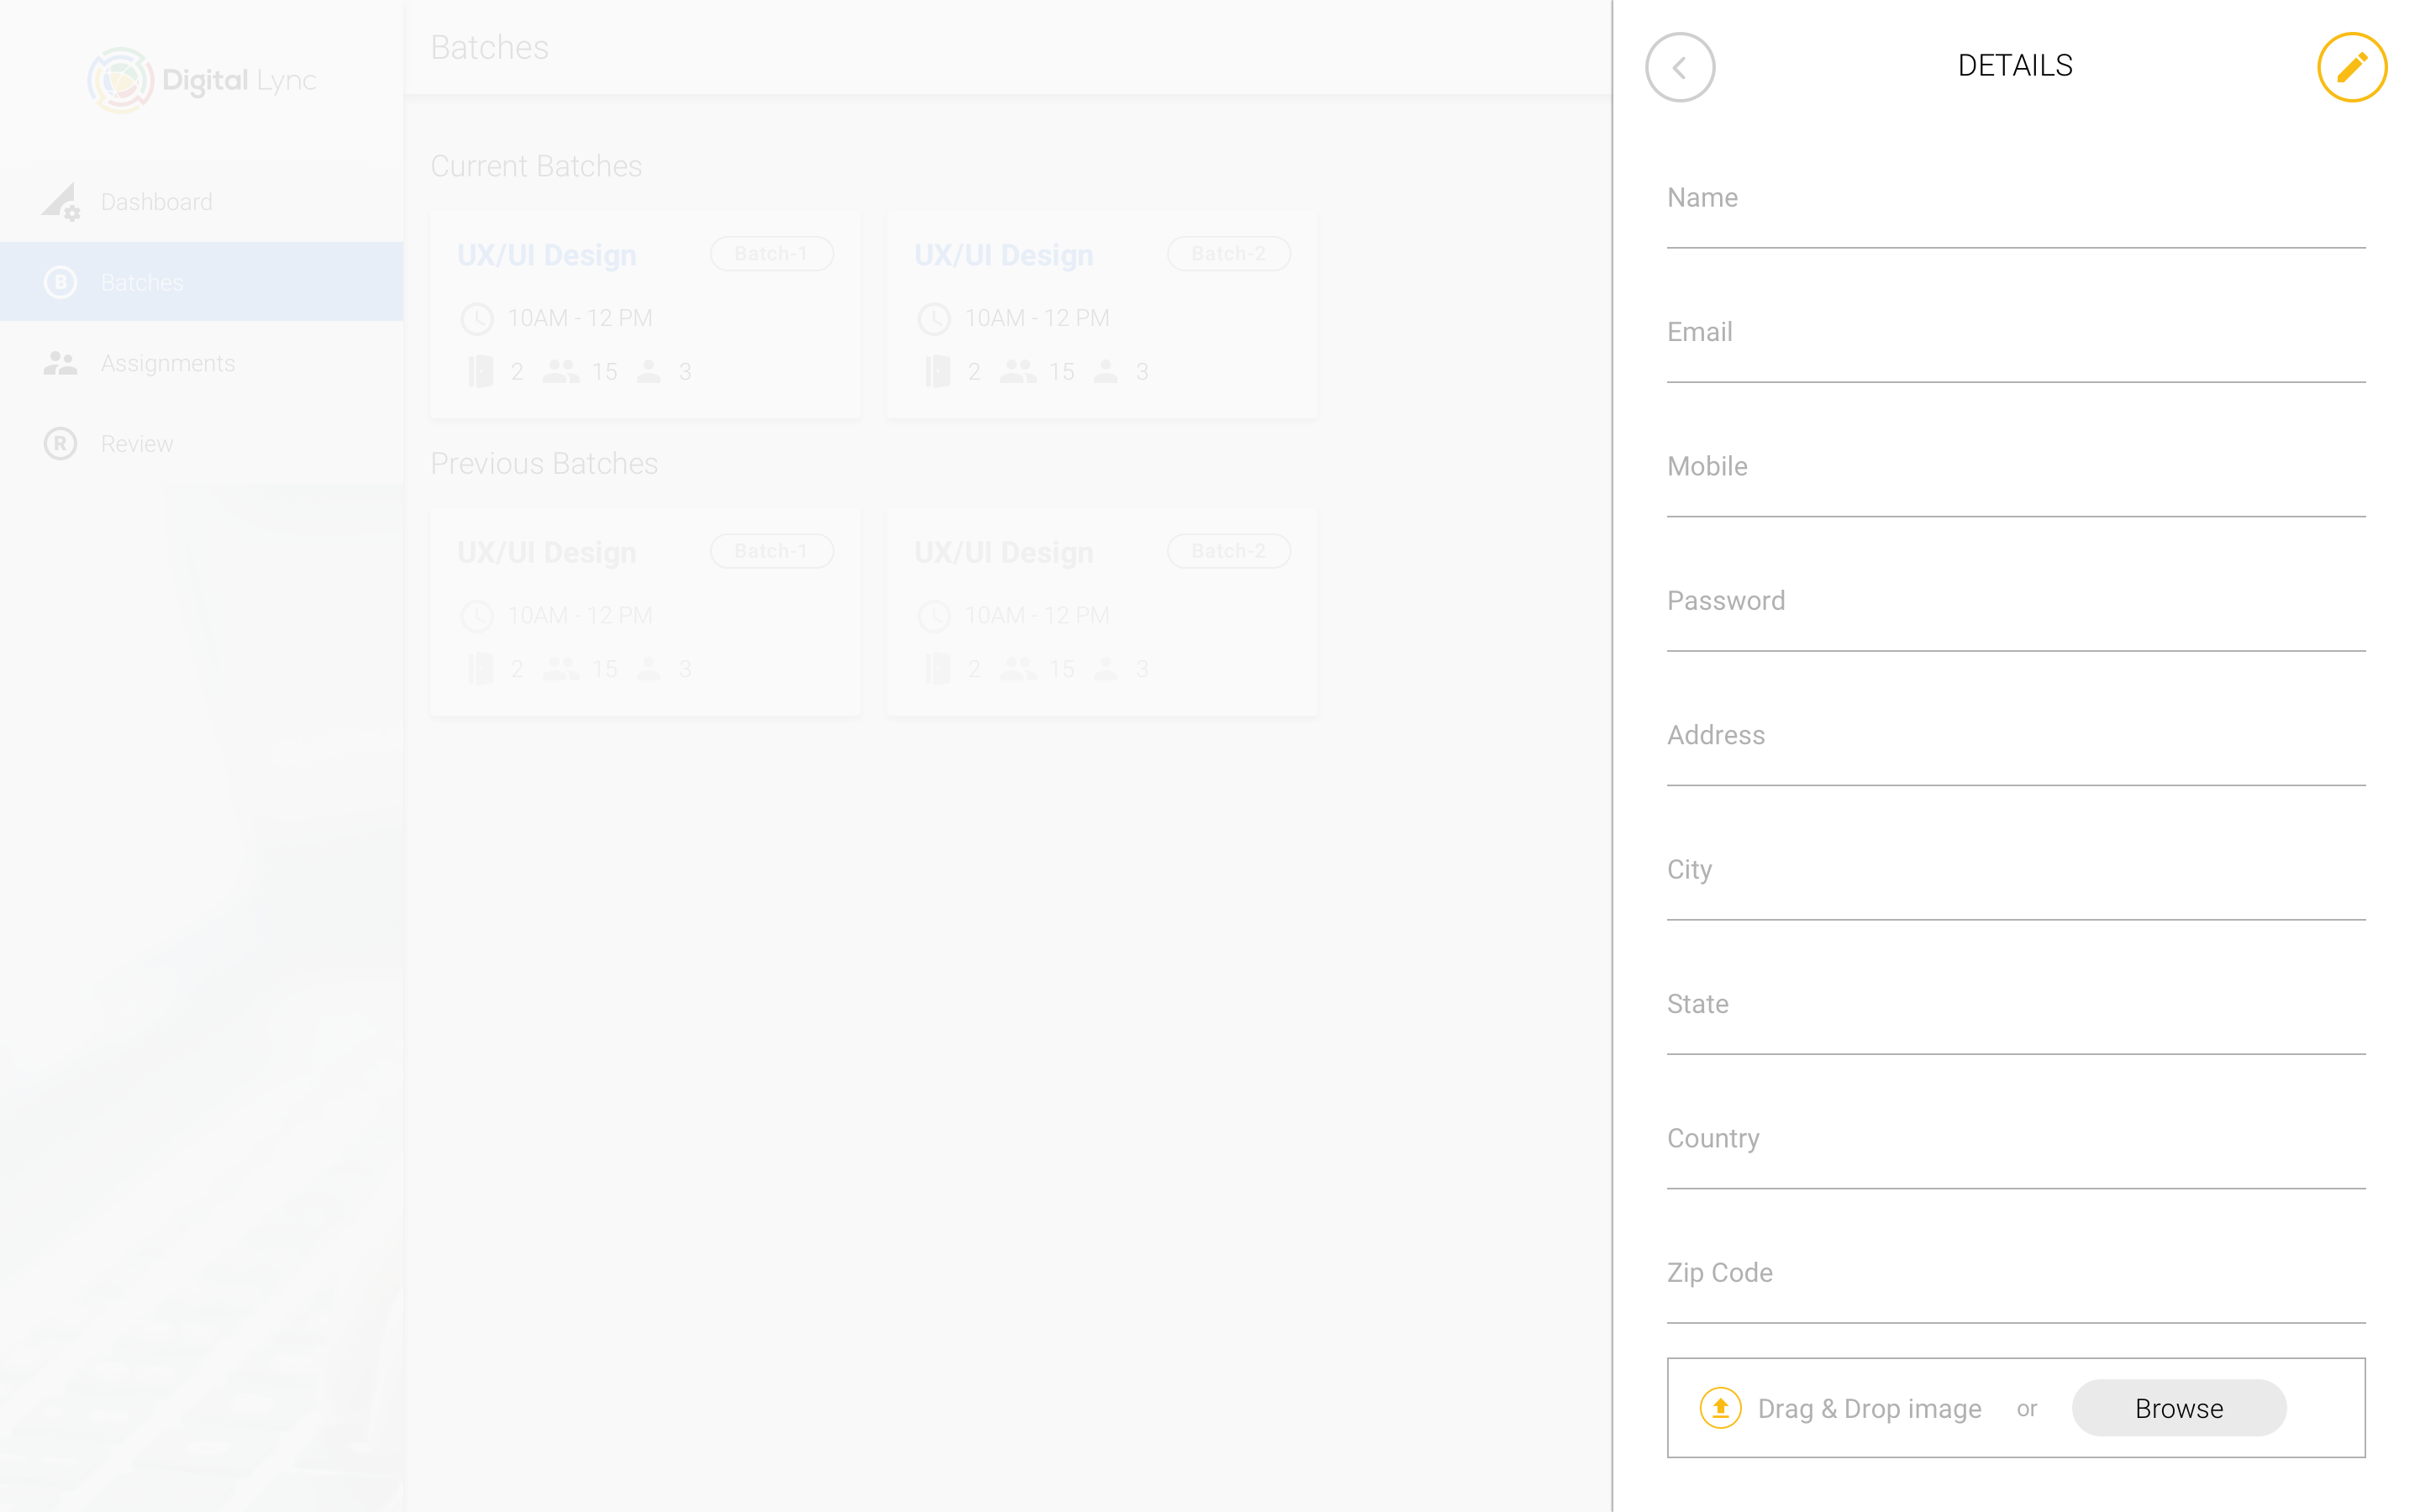 Digital Lync
Dashboard
B Batches
Assignments
R Review
Batches
Current Batches
UX/UI Design Batch-1
10AM - 12 PM
2 15 3
UX/UI Design Batch-2
10AM - 12 PM
2 15 3
Previous Batches
UX/UI Design Batch-1
10AM - 12 PM
2 15 3
UX/UI Design Batch-2
10AM - 12 PM
2 15 3
DETAILS
Name
Email
Mobile
Password
Address
City
State
Country
Zip Code
Drag & Drop image or Browse